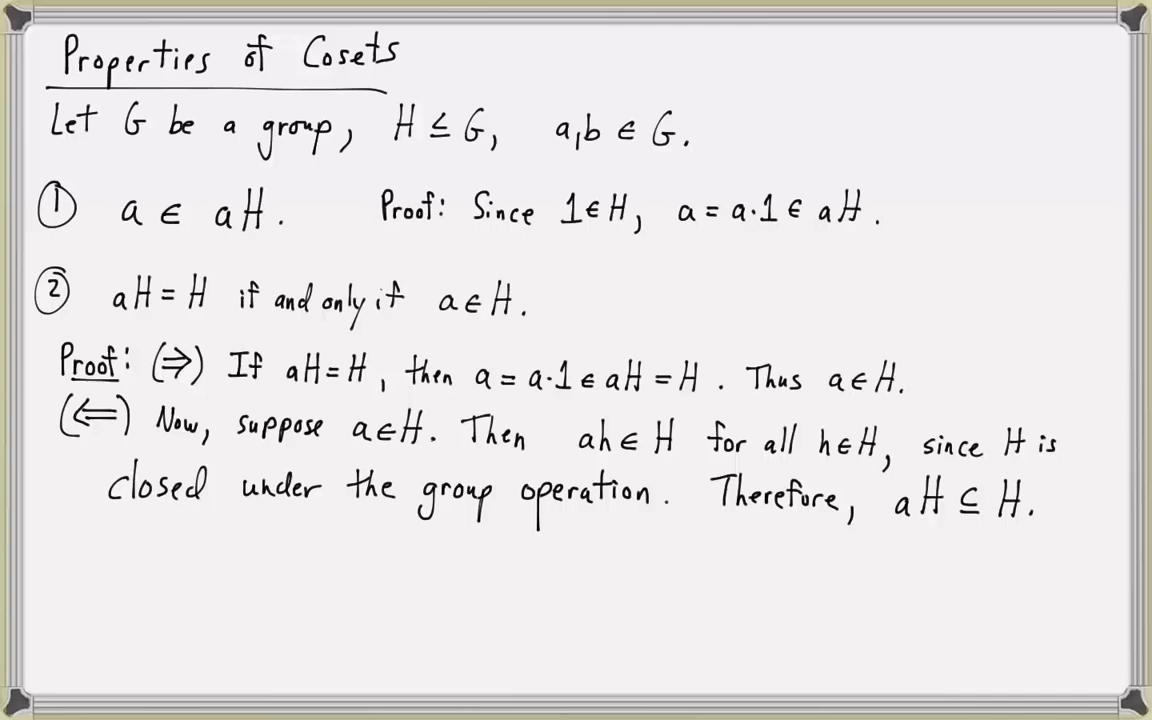 Properties of Cosets
Let G be a group, H ≤ G, a,b ∈ G.
① a ∈ aH. Proof: Since 1∈H, a = a·1 ∈ aH.
② aH = H if and only if a∈H.
Proof: (⇒) If aH=H, then a = a·1 ∈ aH = H. Thus a∈H.
(⇐) Now, suppose a∈H. Then ah∈H for all h∈H, since H is
closed under the group operation. Therefore, aH ⊆ H.